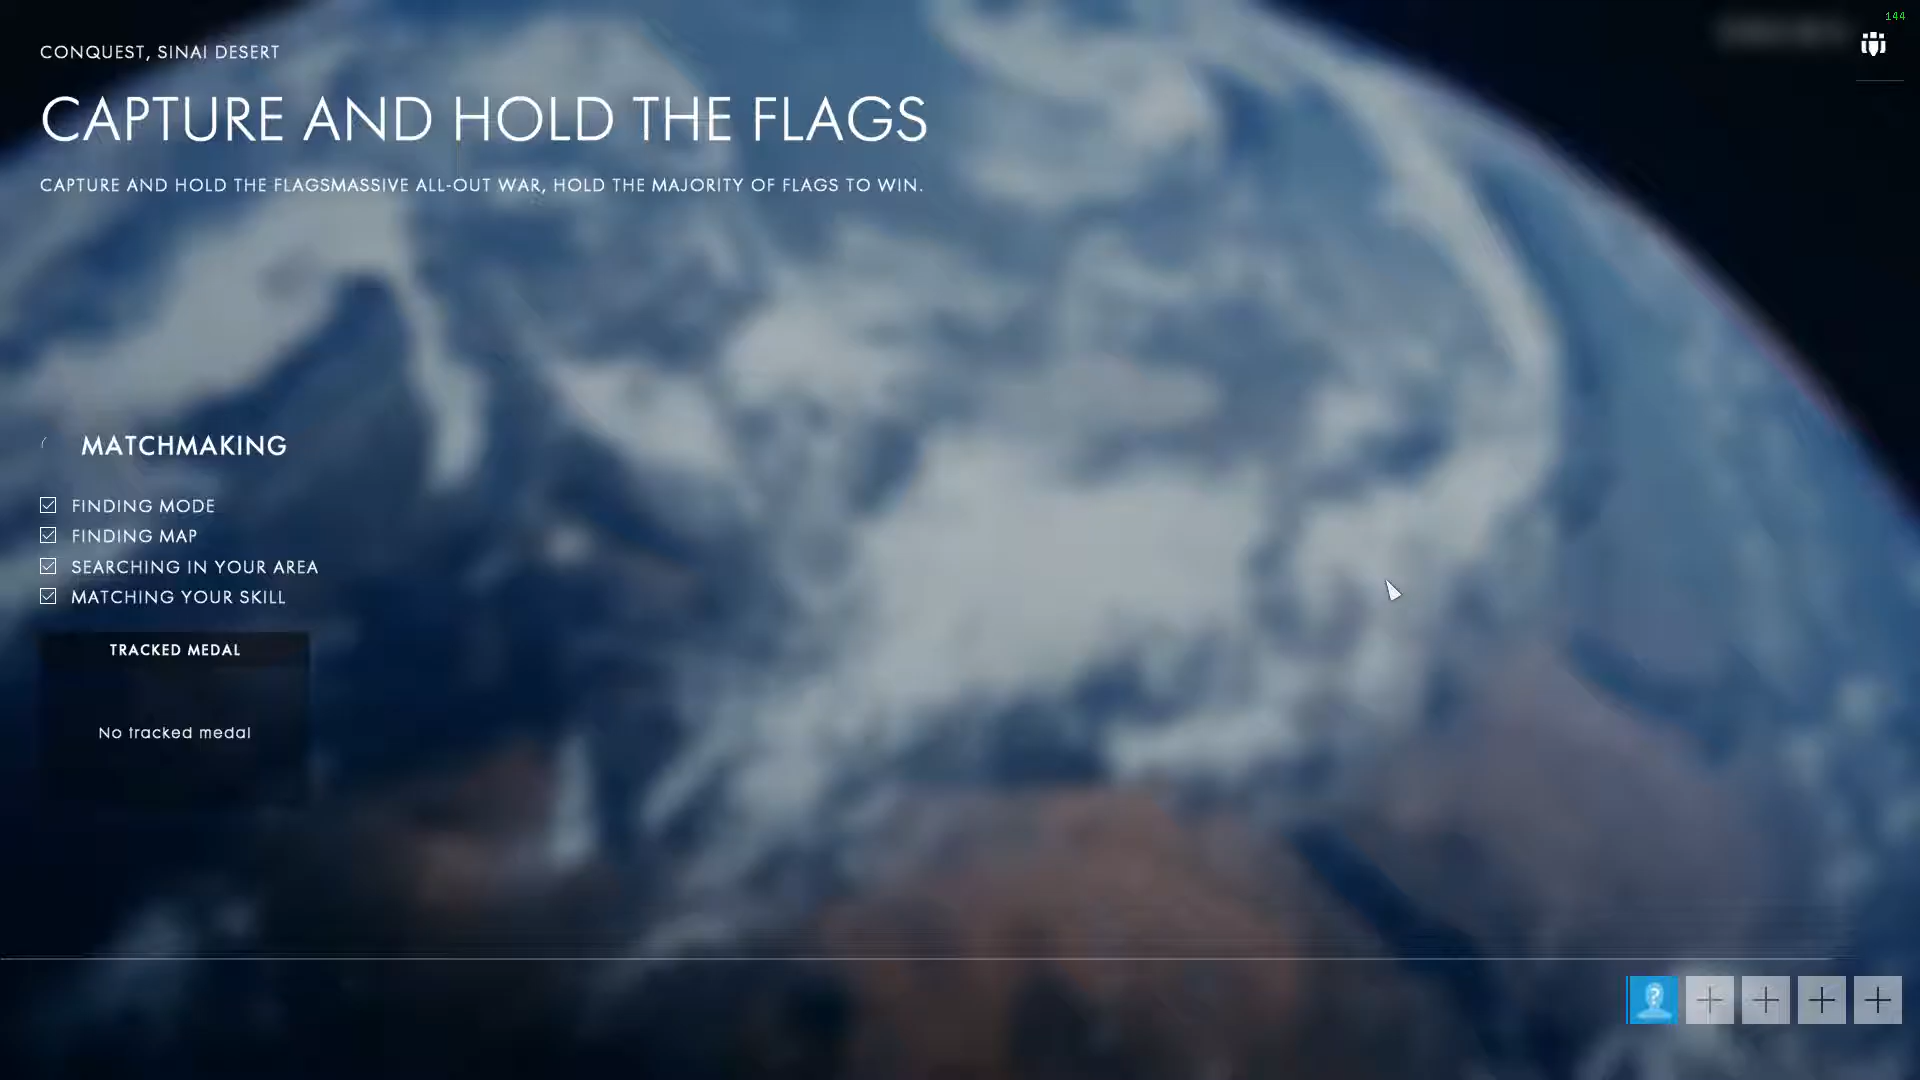 144
CONQUEST, SINAI DESERT
CAPTURE AND HOLD THE FLAGS
CAPTURE AND HOLD THE FLAGSMASSIVE ALL-OUT WAR, HOLD THE MAJORITY OF FLAGS TO WIN.
MATCHMAKING
FINDING MODE
FINDING MAP
SEARCHING IN YOUR AREA
MATCHING YOUR SKILL
TRACKED MEDAL
No tracked medal